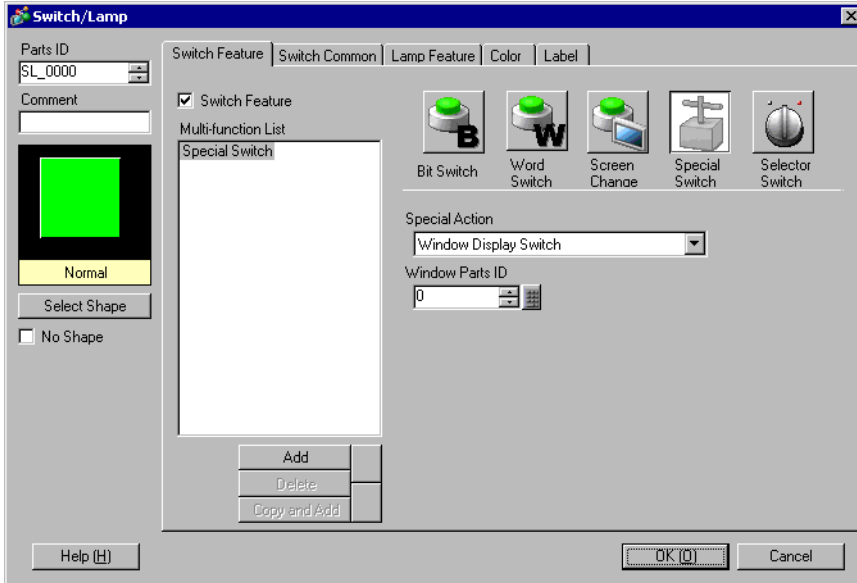 Switch/Lamp
Parts ID
SL_0000
Comment
Normal
Select Shape
No Shape
Switch Feature
Switch Common
Lamp Feature
Color
Label
Switch Feature
Multi-function List
Special Switch
Add
Delete
Copy and Add
B
W
Bit Switch
Word
Switch
Screen
Change
Special
Switch
Selector
Switch
Special Action
Window Display Switch
Window Parts ID
0
Help (H)
OK (O)
Cancel